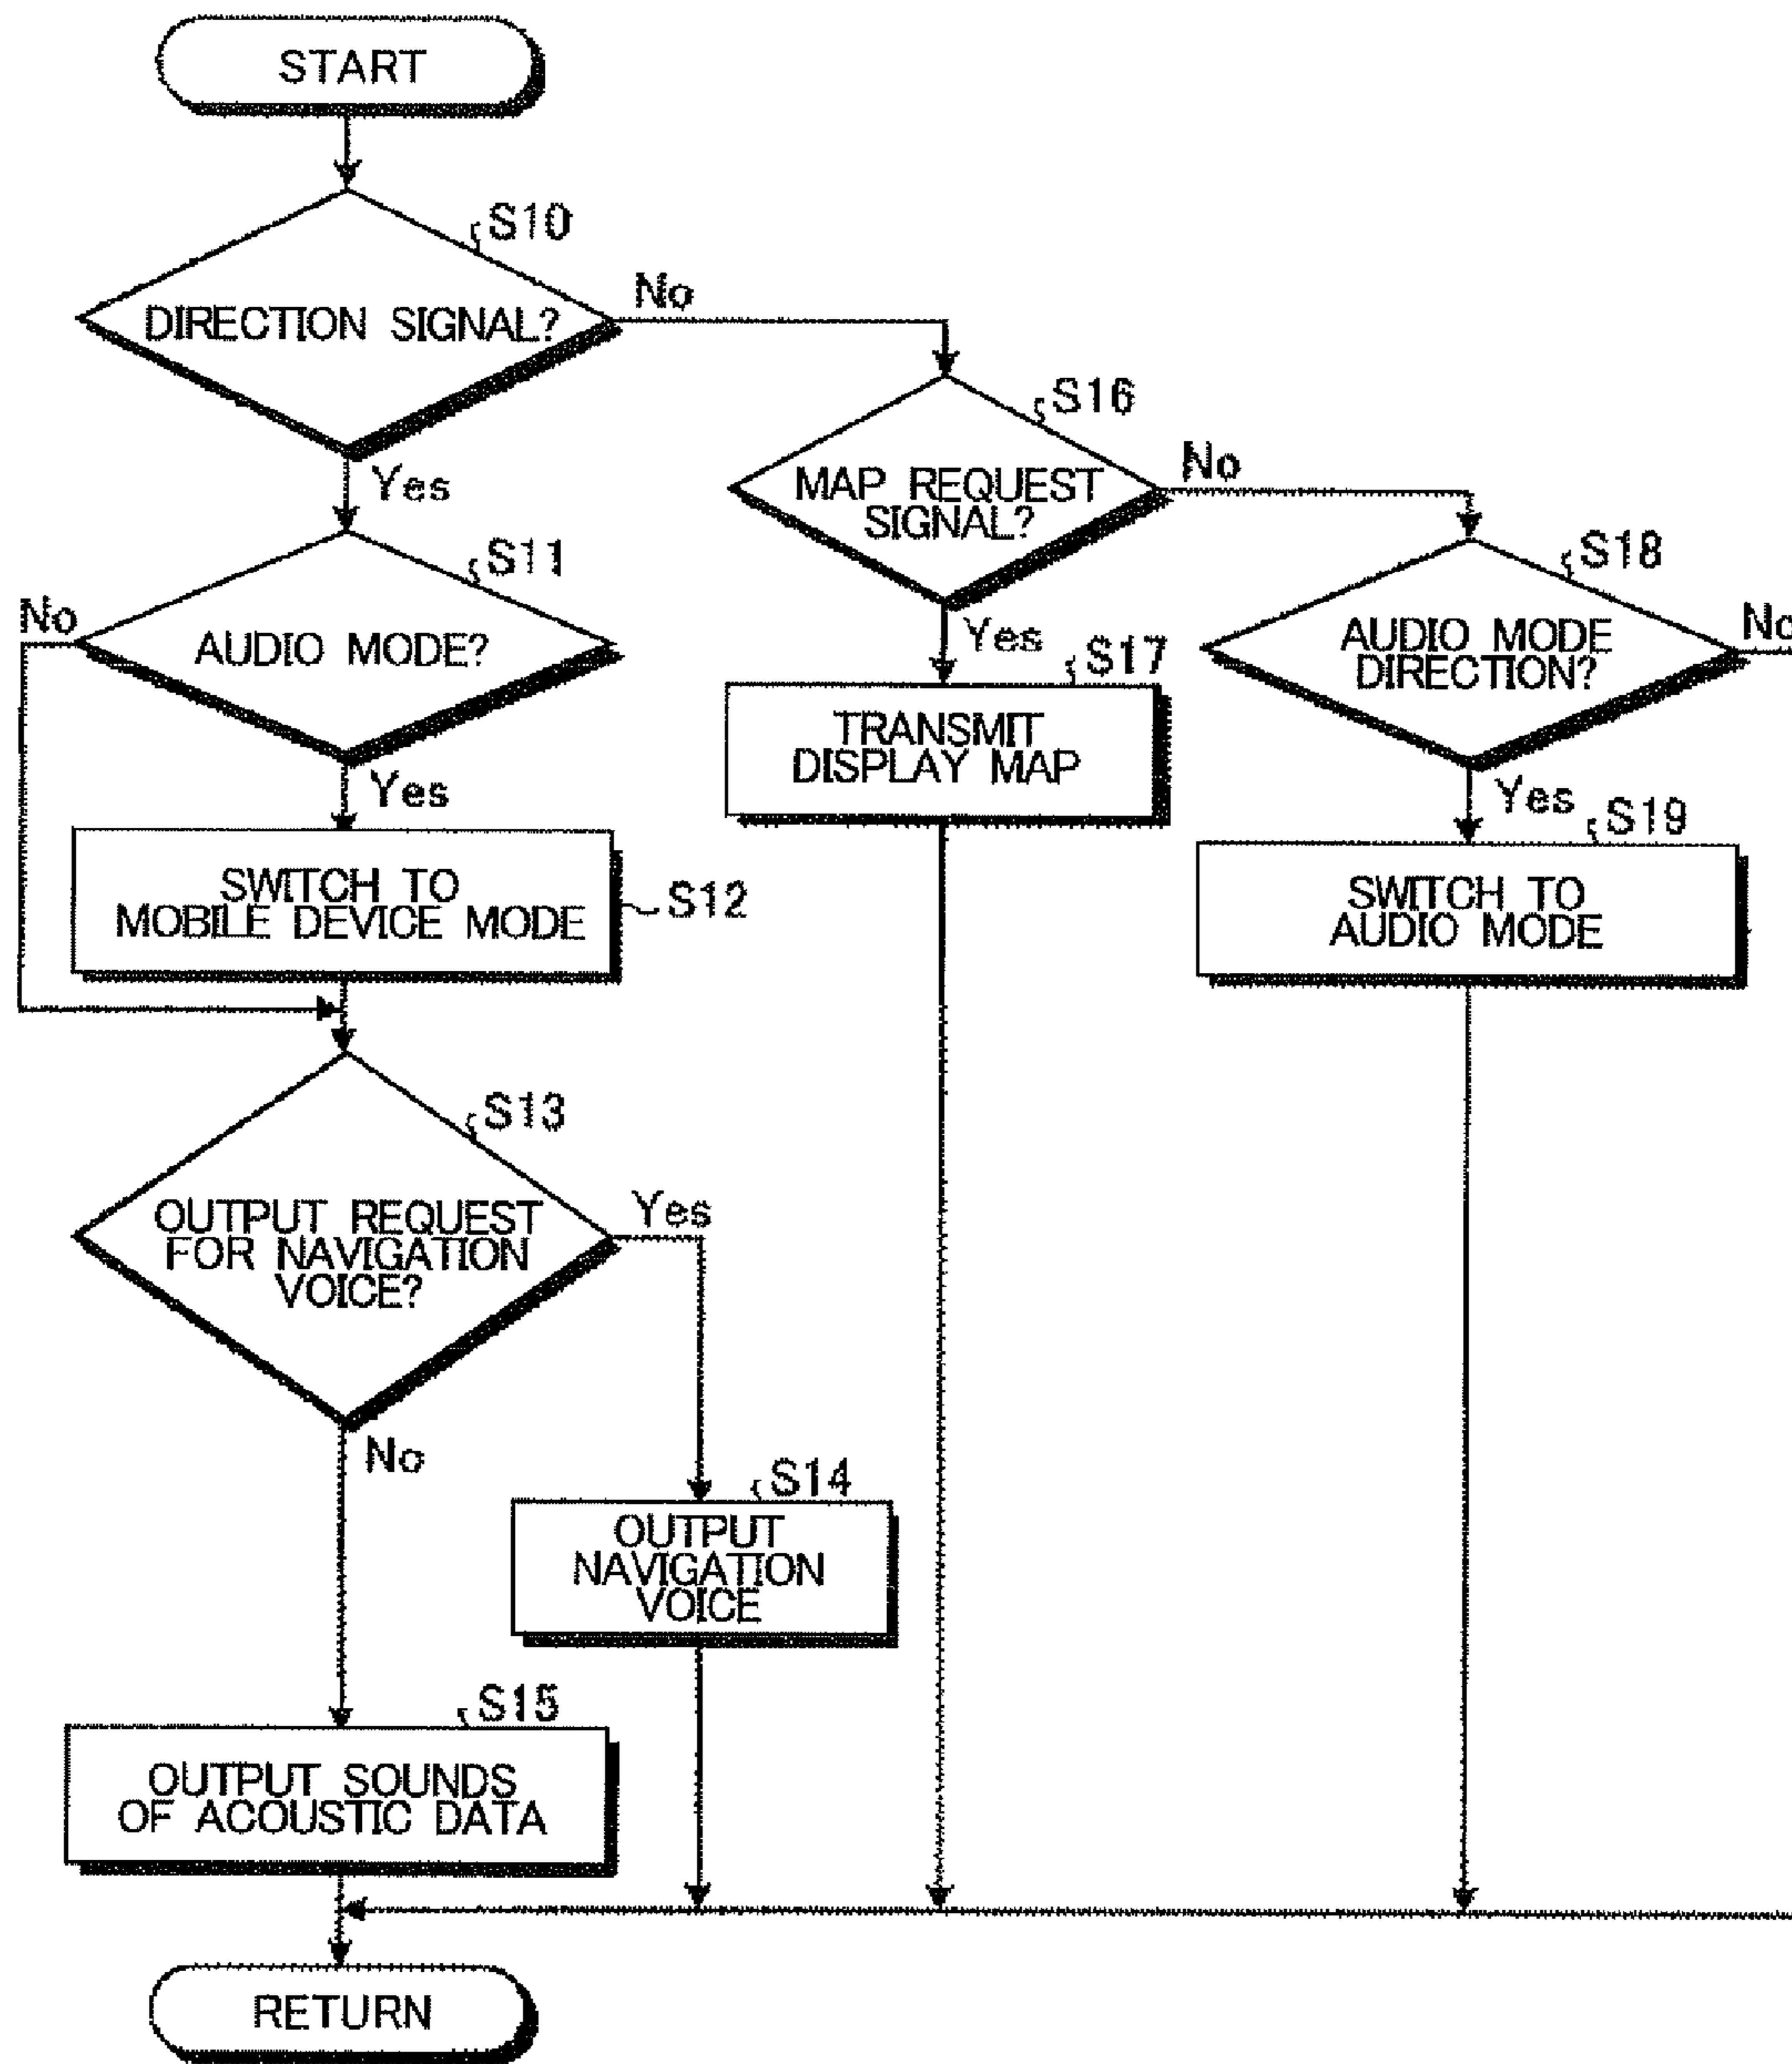 START
S10
DIRECTION SIGNAL?
No
Yes
S16
MAP REQUEST
SIGNAL?
No
Yes
S11
AUDIO MODE?
No
Yes
S18
AUDIO MODE
DIRECTION?
No
Yes
S17
TRANSMIT
DISPLAY MAP
S19
SWITCH TO
AUDIO MODE
SWITCH TO
MOBILE DEVICE MODE
S12
S13
OUTPUT REQUEST
FOR NAVIGATION
VOICE?
Yes
No
S14
OUTPUT
NAVIGATION
VOICE
S15
OUTPUT SOUNDS
OF ACOUSTIC DATA
RETURN